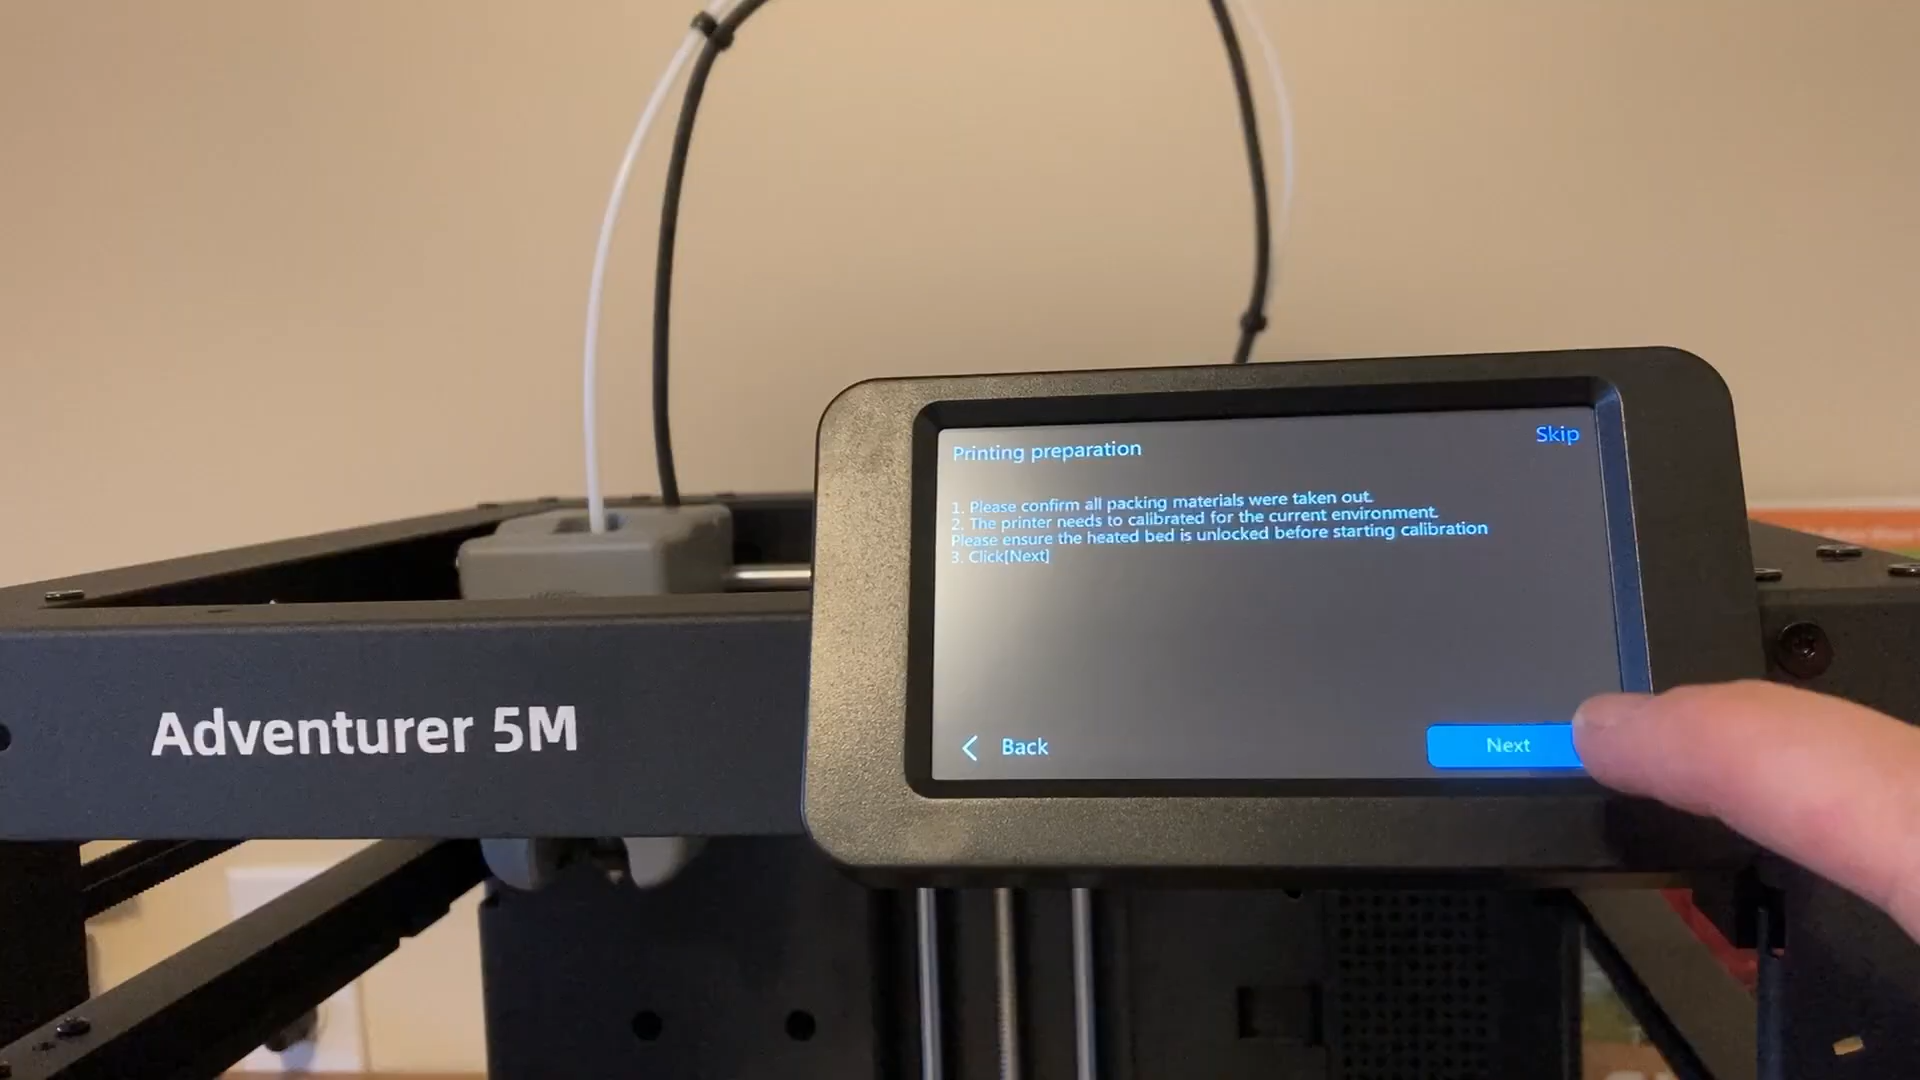 Printing preparation
Skip
1. Please confirm all packing materials were taken out.
2. The printer needs to calibrated for the current environment.
Please ensure the heated bed is unlocked before starting calibration
3. Click[Next]
Back
Next
Adventurer 5M